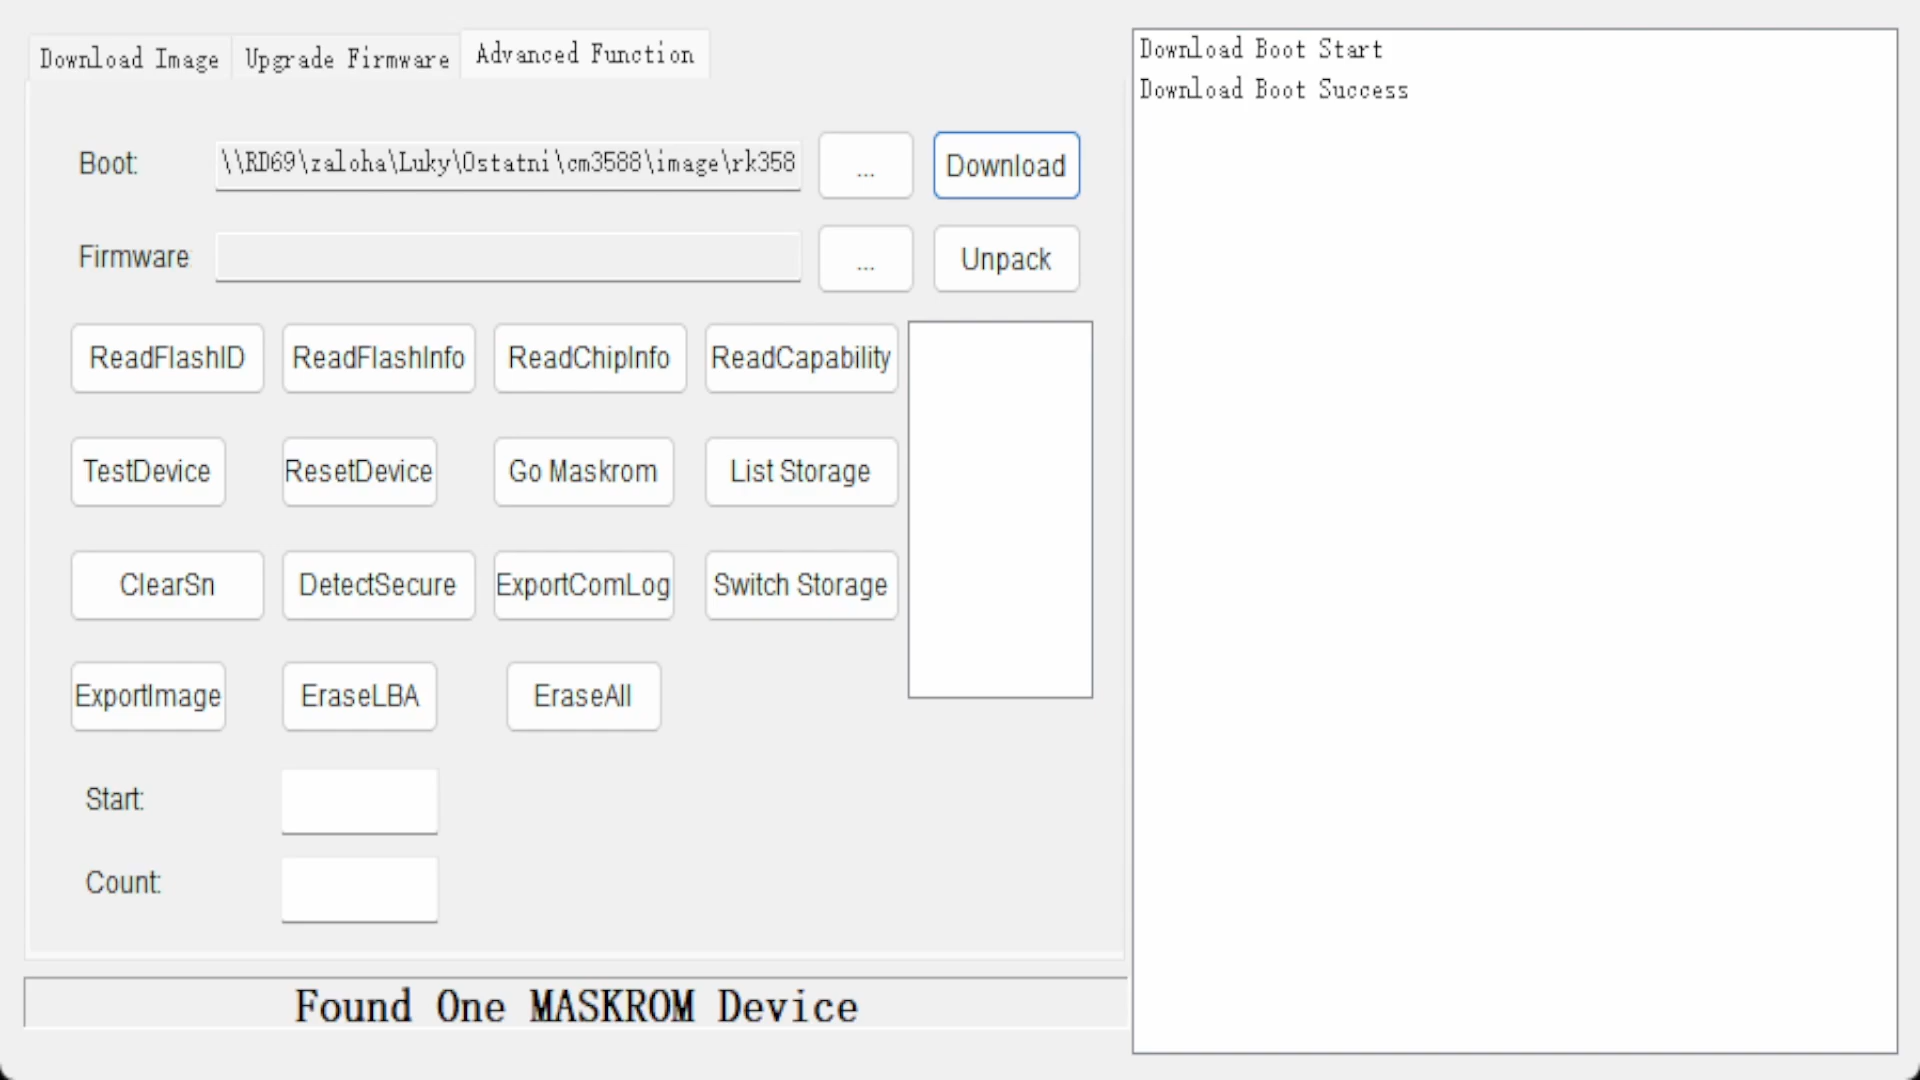 Download Image
Upgrade Firmware
Advanced Function
Boot:
\\RD69\zaloha\Luky\Ostatni\cm3588\image\rk358
...
Download
Firmware:
...
Unpack
ReadFlashID
ReadFlashInfo
ReadChipInfo
ReadCapability
TestDevice
ResetDevice
Go Maskrom
List Storage
ClearSn
DetectSecure
ExportComLog
Switch Storage
ExportImage
EraseLBA
EraseAll
Start:
Count:
Found One MASKROM Device
Download Boot Start
Download Boot Success